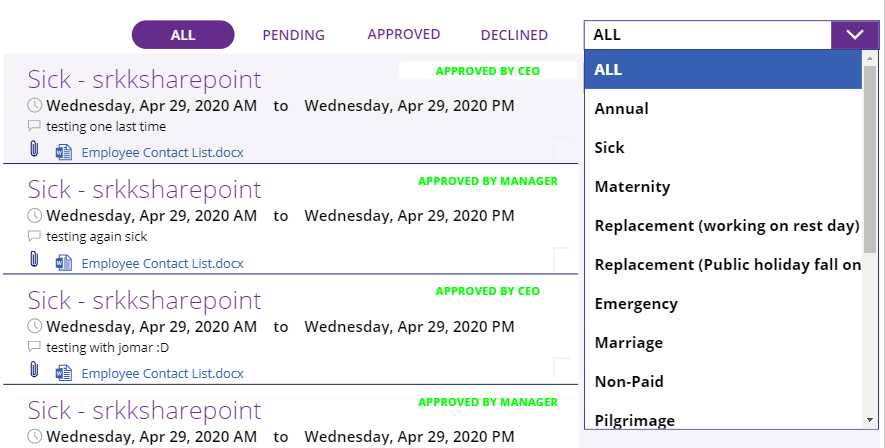 ALL PENDING APPROVED DECLINED ALL
Sick - srkksharepoint APPROVED BY CEO
Wednesday, Apr 29, 2020 AM to Wednesday, Apr 29, 2020 PM
testing one last time
Employee Contact List.docx
Sick - srkksharepoint APPROVED BY MANAGER
Wednesday, Apr 29, 2020 AM to Wednesday, Apr 29, 2020 PM
testing again sick
Employee Contact List.docx
Sick - srkksharepoint APPROVED BY CEO
Wednesday, Apr 29, 2020 AM to Wednesday, Apr 29, 2020 PM
testing with jomar :D
Employee Contact List.docx
Sick - srkksharepoint APPROVED BY MANAGER
Wednesday, Apr 29, 2020 AM to Wednesday, Apr 29, 2020 PM
ALL
Annual
Sick
Maternity
Replacement (working on rest day)
Replacement (Public holiday fall on
Emergency
Marriage
Non-Paid
Pilgrimage